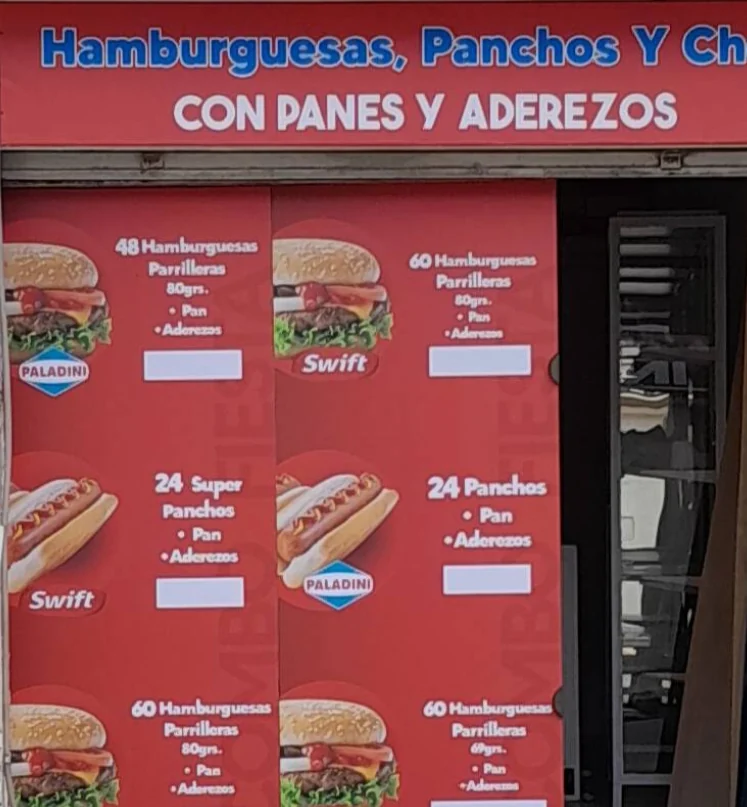 Hamburguesas, Panchos Y Ch
CON PANES Y ADEREZOS
48 Hamburguesas
Parrilleras
80grs.
• Pan
• Aderezos
PALADINI
60 Hamburguesas
Parrilleras
80grs.
• Pan
• Aderezos
Swift
24 Super
Panchos
• Pan
• Aderezos
Swift
24 Panchos
• Pan
• Aderezos
PALADINI
60 Hamburguesas
Parrilleras
80grs.
• Pan
• Aderezos
60 Hamburguesas
Parrilleras
69grs.
• Pan
• Aderezos